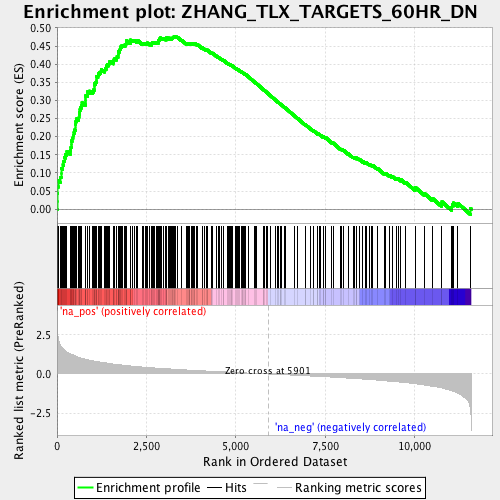 Enrichment plot: ZHANG_TLX_TARGETS_60HR_DN
Enrichment score (ES)
0.50
0.45
0.40
0.35
0.30
0.25
0.20
0.15
0.10
0.05
0.00
'na_pos' (positively correlated)
Ranked list metric (PreRanked)
2.5
0.0
-2.5
Zero cross at 5901
'na_neg' (negatively correlated)
0
2,500
5,000
7,500
10,000
Rank in Ordered Dataset
Enrichment profile
Hits
Ranking metric scores